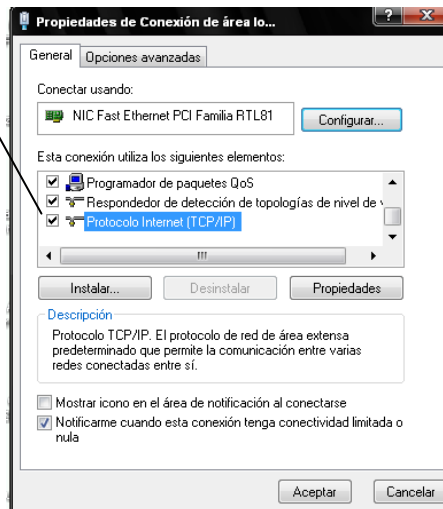 Propiedades de Conexión de área lo...
General
Opciones avanzadas
Conectar usando:
NIC Fast Ethernet PCI Familia RTL81
Configurar...
Esta conexión utiliza los siguientes elementos:
Programador de paquetes QoS
Respondedor de detección de topologías de nivel de v
Protocolo Internet (TCP/IP)
Instalar...
Desinstalar
Propiedades
Descripción
Protocolo TCP/IP. El protocolo de red de área extensa
predeterminado que permite la comunicación entre varias
redes conectadas entre sí.
Mostrar icono en el área de notificación al conectarse
Notificarme cuando esta conexión tenga conectividad limitada o
nula
Aceptar
Cancelar